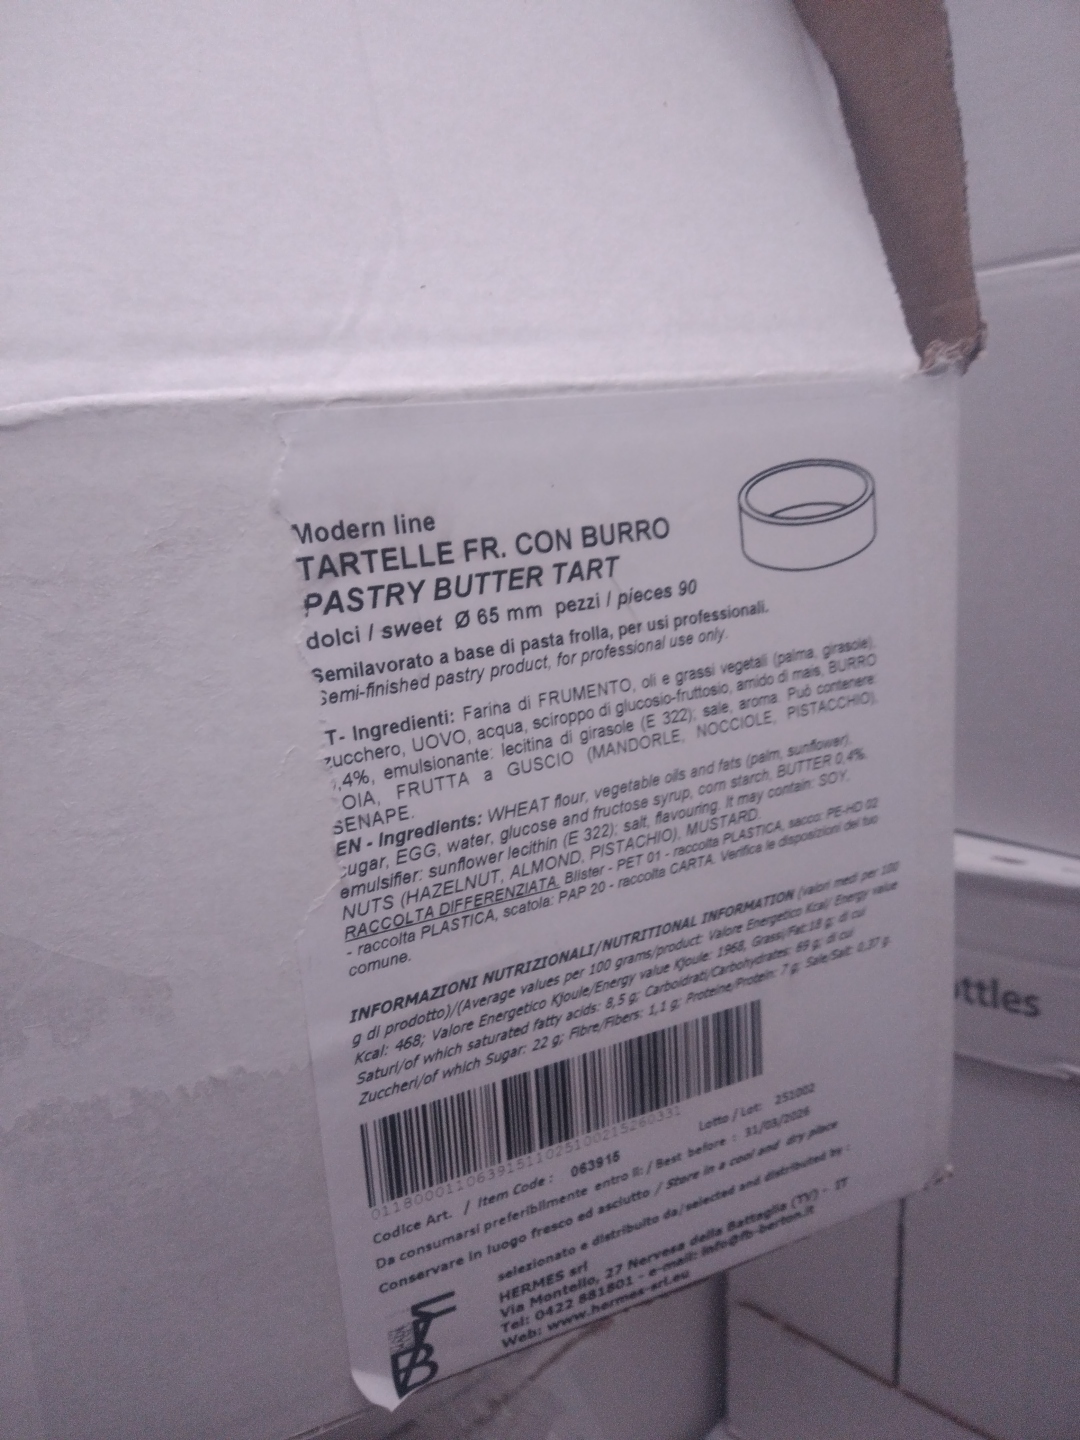 Modern line
TARTELLE FR. CON BURRO
PASTRY BUTTER TART
dolci / sweet Ø 65 mm pezzi / pieces 90
Semilavorato a base di pasta frolla, per usi professionali.
Semi-finished pastry product, for professional use only.
T- Ingredienti: Farina di FRUMENTO, oli e grassi vegetali (palma, girasole),
zucchero, UOVO, acqua, sciroppo di glucosio-fruttosio, amido di mais, BURRO
,4%, emulsionante: lecitina di girasole (E 322); sale, aroma. Può contenere:
OIA, FRUTTA a GUSCIO (MANDORLE, NOCCIOLE, PISTACCHIO),
SENAPE.
EN - Ingredients: WHEAT flour, vegetable oils and fats (palm, sunflower),
sugar, EGG, water, glucose and fructose syrup, corn starch, BUTTER 0,4%,
emulsifier: sunflower lecithin (E 322); salt, flavouring. It may contain: SOY,
NUTS (HAZELNUT, ALMOND, PISTACHIO), MUSTARD.
RACCOLTA DIFFERENZIATA. Blister - PET 01 - raccolta PLASTICA, sacco: PE-HD 02
- raccolta PLASTICA, scatola: PAP 20 - raccolta CARTA. Verifica le disposizioni del tuo
comune.
INFORMAZIONI NUTRIZIONALI/NUTRITIONAL INFORMATION (valori medi per 100
g di prodotto)/(Average values per 100 grams/product: Valore Energetico Kcal/ Energy value
Kcal: 468; Valore Energetico Kjoule/Energy value Kjoule: 1968, Grassi/Fat:18 g; di cui
Saturi/of which saturated fatty acids: 8,5 g; Carboidrati/Carbohydrates: 69 g; di cui
Zuccheri/of which Sugar: 22 g; Fibre/Fibers: 1,1 g; Proteine/Protein: 7 g; Sale/Salt: 0,37 g.
01180001106391511025100215260331
Lotto / Lot: 251002
Codice Art. / Item Code: 063915
Da consumarsi preferibilmente entro il: / Best before : 31/03/2026
Conservare in luogo fresco ed asciutto / Store in a cool and dry place
selezionato e distribuito da/selected and distributed by :
HERMES srl
Via Montello, 27 Nervesa della Battaglia (TV) - IT
Tel: 0422 881801 - e-mail: info@fb-berton.it
Web: www.hermes-srl.eu
ttles